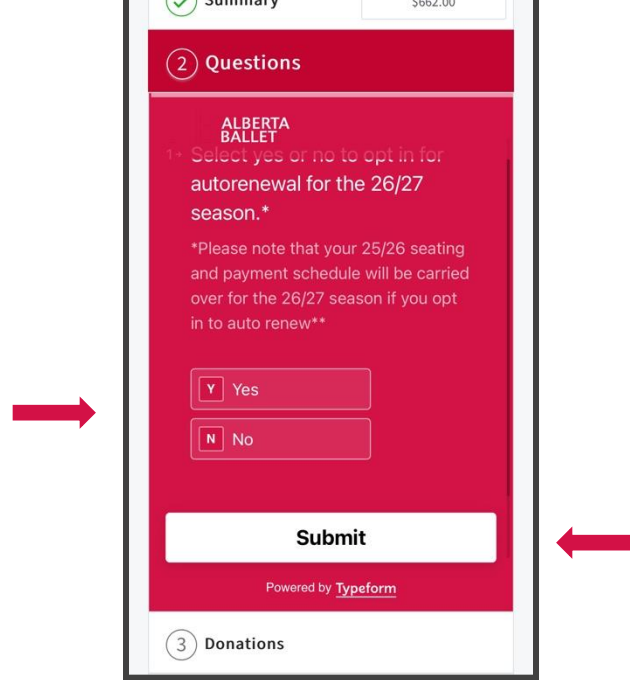 Summary
$662.00
2 Questions
ALBERTA
BALLET
1→ Select yes or no to opt in for
autorenewal for the 26/27
season.*
*Please note that your 25/26 seating
and payment schedule will be carried
over for the 26/27 season if you opt
in to auto renew**
Y Yes
N No
Submit
Powered by Typeform
3 Donations